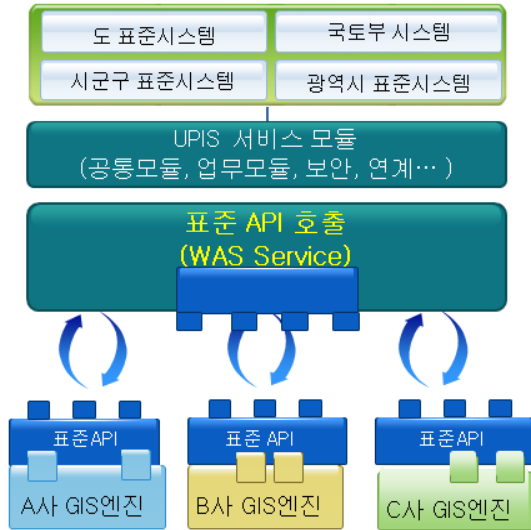 도 표준시스템
국토부 시스템
시군구 표준시스템
광역시 표준시스템
UPIS 서비스 모듈
(공통모듈, 업무모듈, 보안, 연계… )
표준 API 호출
(WAS Service)
표준API
표준 API
표준API
A사 GIS엔진
B사 GIS엔진
C사 GIS엔진